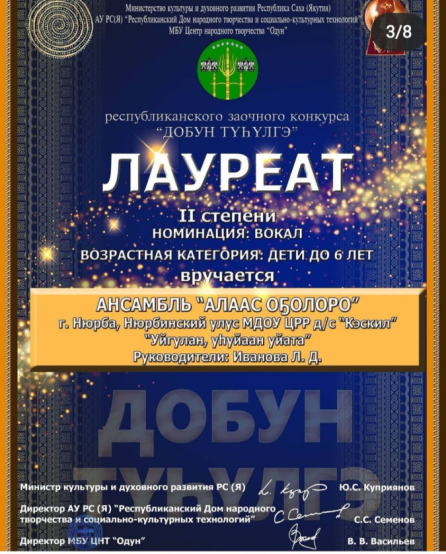 Министерство культуры и духовного развития Республика Саха (Якутия)
АУ РС(Я) "Республиканский Дом народного творчества и социально-культурных технологий"
МБУ Центр народного творчества "Одун"
3/8
республиканского заочного конкурса
"ДОБУН ТҮҺҮЛГЭ"
ЛАУРЕАТ
II степени
НОМИНАЦИЯ: ВОКАЛ
ВОЗРАСТНАЯ КАТЕГОРИЯ: ДЕТИ ДО 6 ЛЕТ
вручается
АНСАМБЛЬ "АЛААС ОҔОЛОРО"
г. Нюрба, Нюрбинский улус МДОУ ЦРР д/с "Кэскил"
"Уйгулан, уһуйаан уйата"
Руководители: Иванова Л. Д.
ДОБУН
ТҮҺҮЛГЭ
Министр культуры и духовного развития РС (Я) Ю.С. Куприянов
Директор АУ РС (Я) "Республиканский Дом народного
творчества и социально-культурных технологий" С.С. Семенов
Директор МБУ ЦНТ "Одун" В. В. Васильев